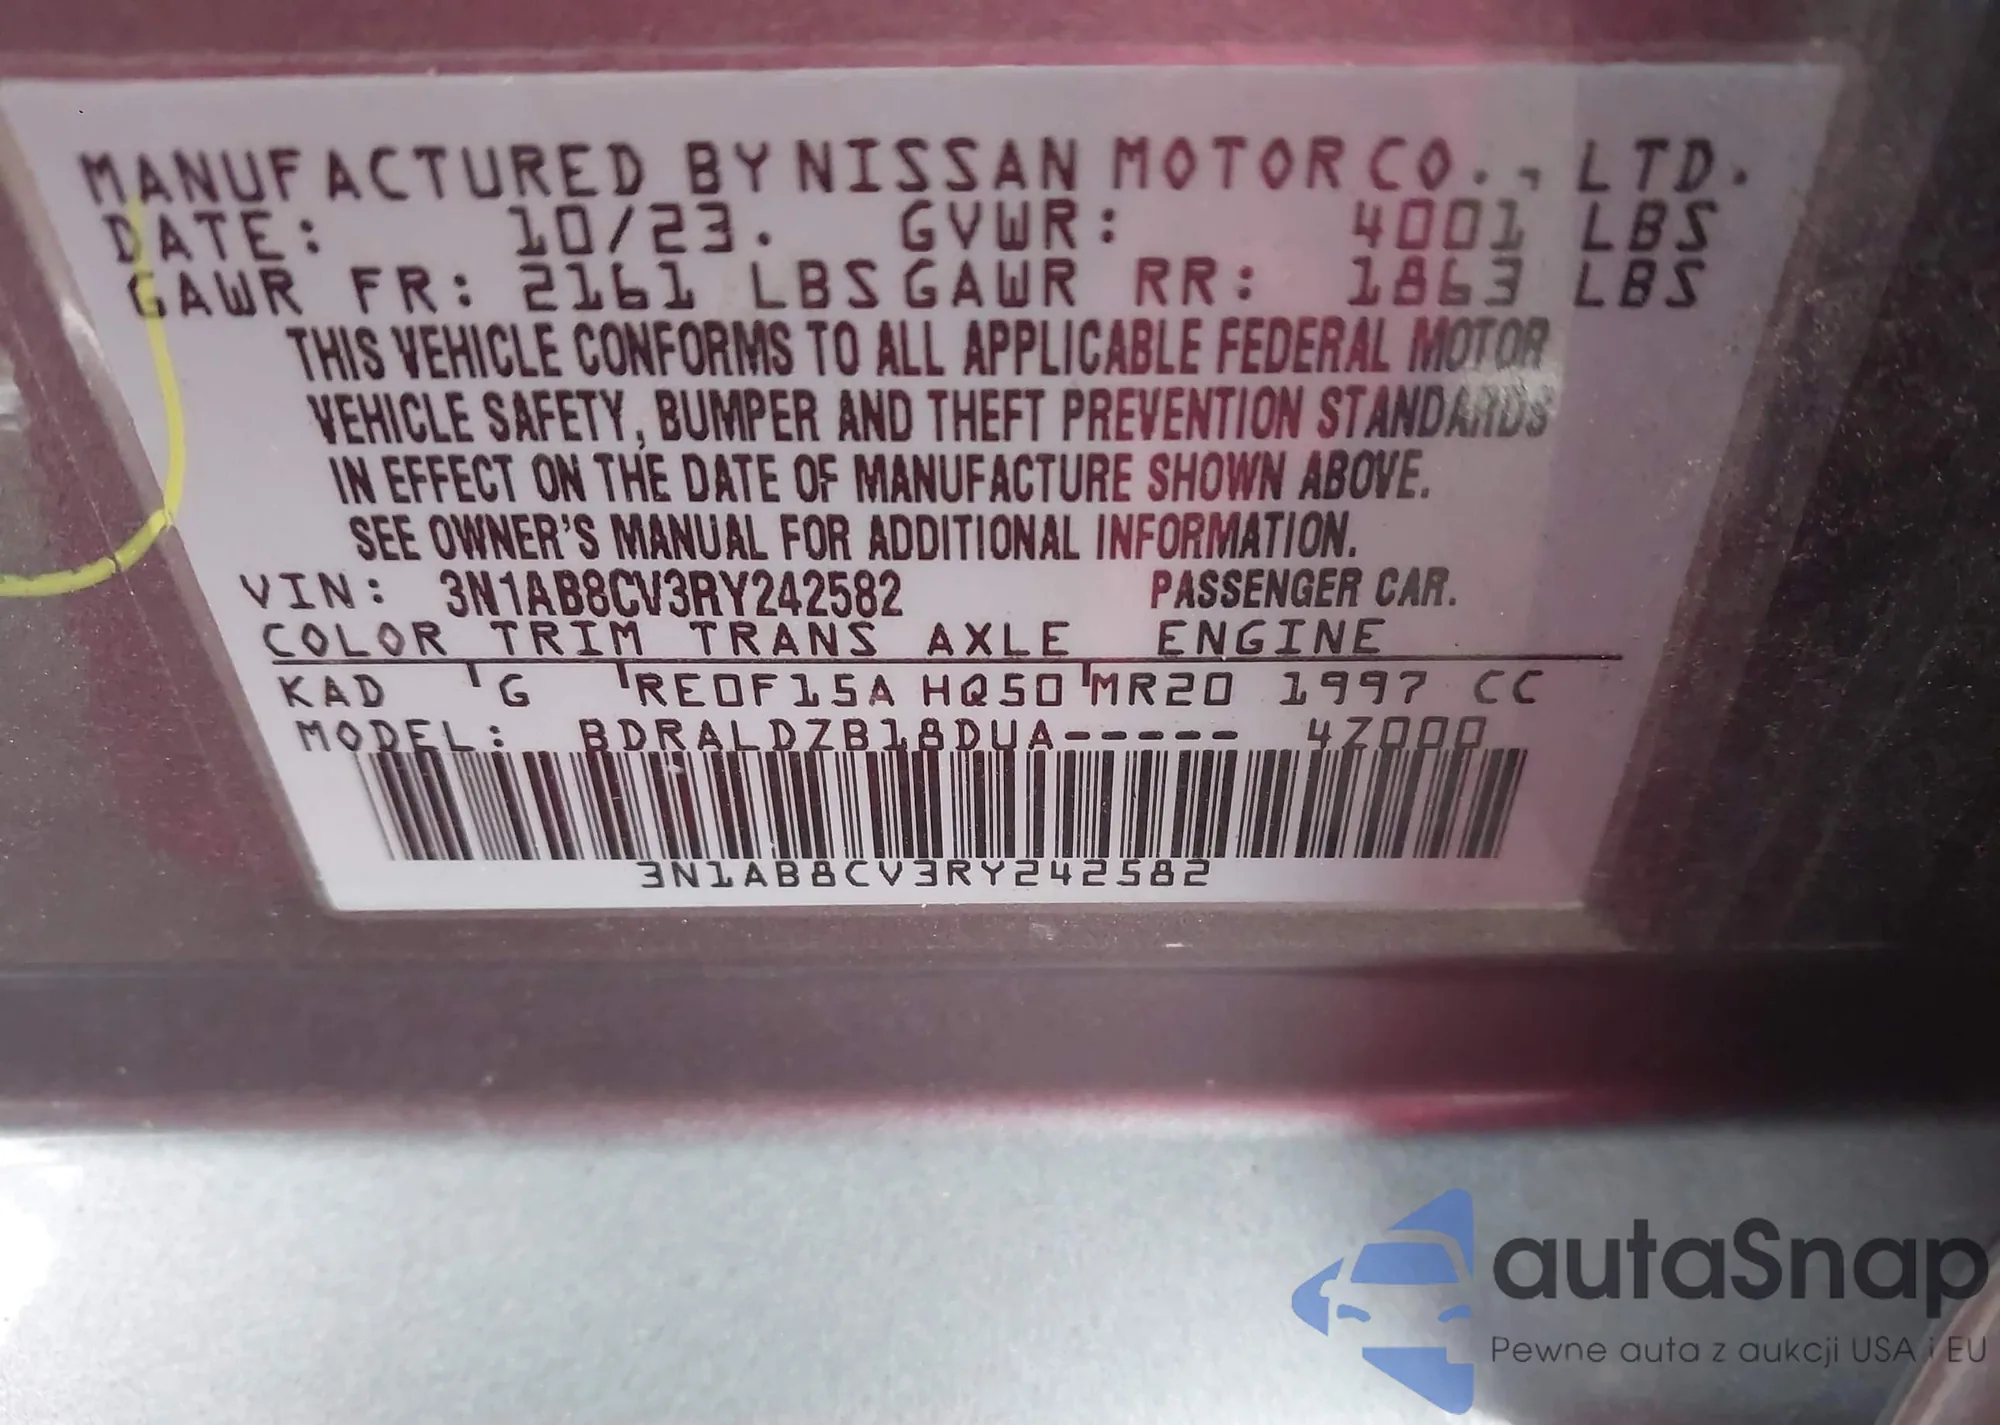 MANUFACTURED BY NISSAN MOTOR CO., LTD.
DATE: 10/23. GVWR: 4001 LBS
GAWR FR: 2161 LBS GAWR RR: 1863 LBS
THIS VEHICLE CONFORMS TO ALL APPLICABLE FEDERAL MOTOR
VEHICLE SAFETY, BUMPER AND THEFT PREVENTION STANDARDS
IN EFFECT ON THE DATE OF MANUFACTURE SHOWN ABOVE.
SEE OWNER'S MANUAL FOR ADDITIONAL INFORMATION.
VIN: 3N1AB8CV3RY242582 PASSENGER CAR.
COLOR TRIM TRANS AXLE ENGINE
KAD G RE0F15A HQ50 MR20 1997 CC
MODEL: BDRALDZB18DUA----- 4Z000
3N1AB8CV3RY242582
autaSnap
Pewne auta z aukcji USA i EU